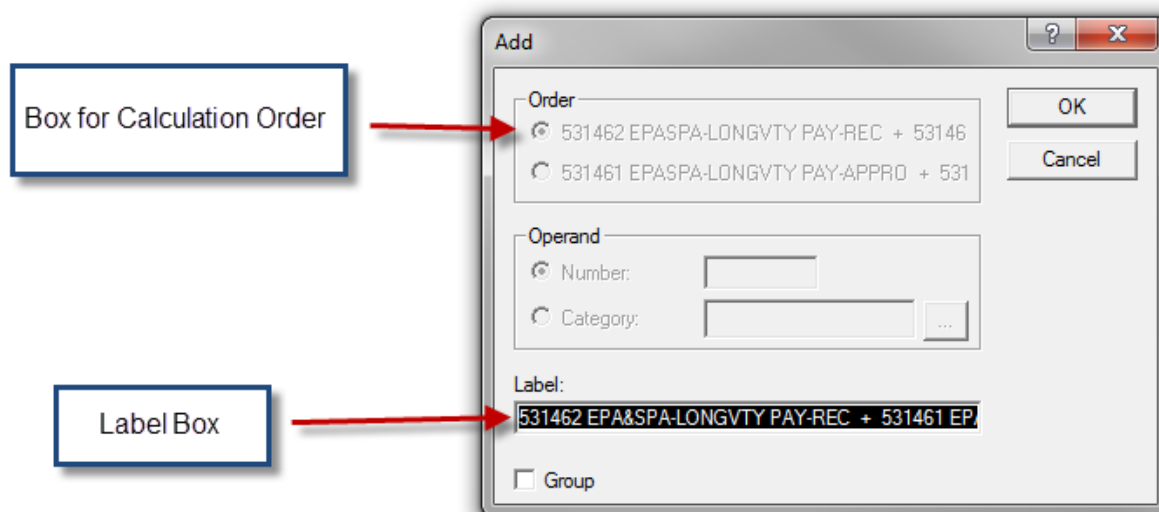 Add
Box for Calculation Order
Order
531462 EPASPA-LONGVTY PAY-REC + 53146
531461 EPASPA-LONGVTY PAY-APPRO + 531
OK
Cancel
Operand
Number:
Category:
...
Label Box
Label:
531462 EPA&SPA-LONGVTY PAY-REC + 531461 EPA
Group